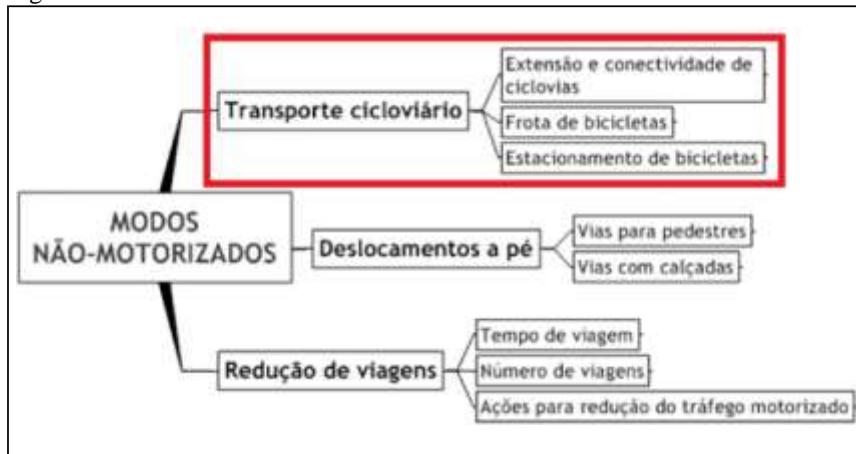 Transporte cicloviário
Extensão e conectividade de
ciclovias
Frota de bicicletas
Estacionamento de bicicletas
MODOS
NÃO-MOTORIZADOS
Deslocamentos a pé
Vias para pedestres
Vias com calçadas
Redução de viagens
Tempo de viagem
Número de viagens
Ações para redução do tráfego motorizado